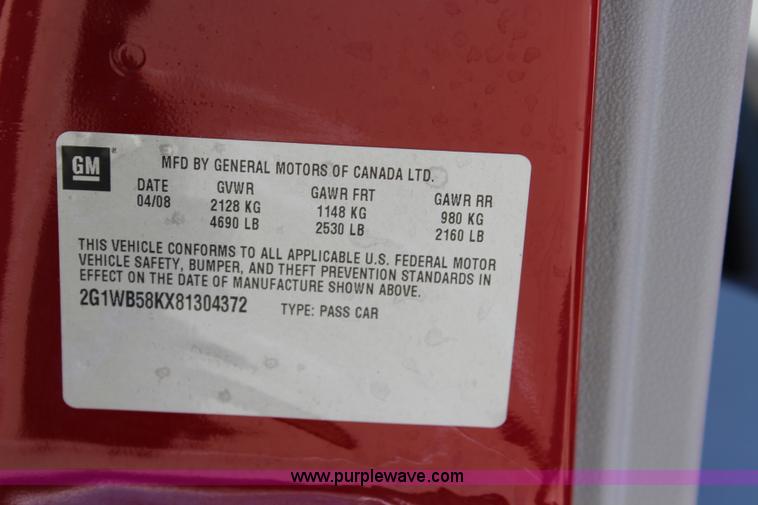 GM
MFD BY GENERAL MOTORS OF CANADA LTD.
DATE GVWR GAWR FRT GAWR RR
04/08 2128 KG 1148 KG 980 KG
4690 LB 2530 LB 2160 LB
THIS VEHICLE CONFORMS TO ALL APPLICABLE U.S. FEDERAL MOTOR
VEHICLE SAFETY, BUMPER, AND THEFT PREVENTION STANDARDS IN
EFFECT ON THE DATE OF MANUFACTURE SHOWN ABOVE.
2G1WB58KX81304372 TYPE: PASS CAR
www.purplewave.com